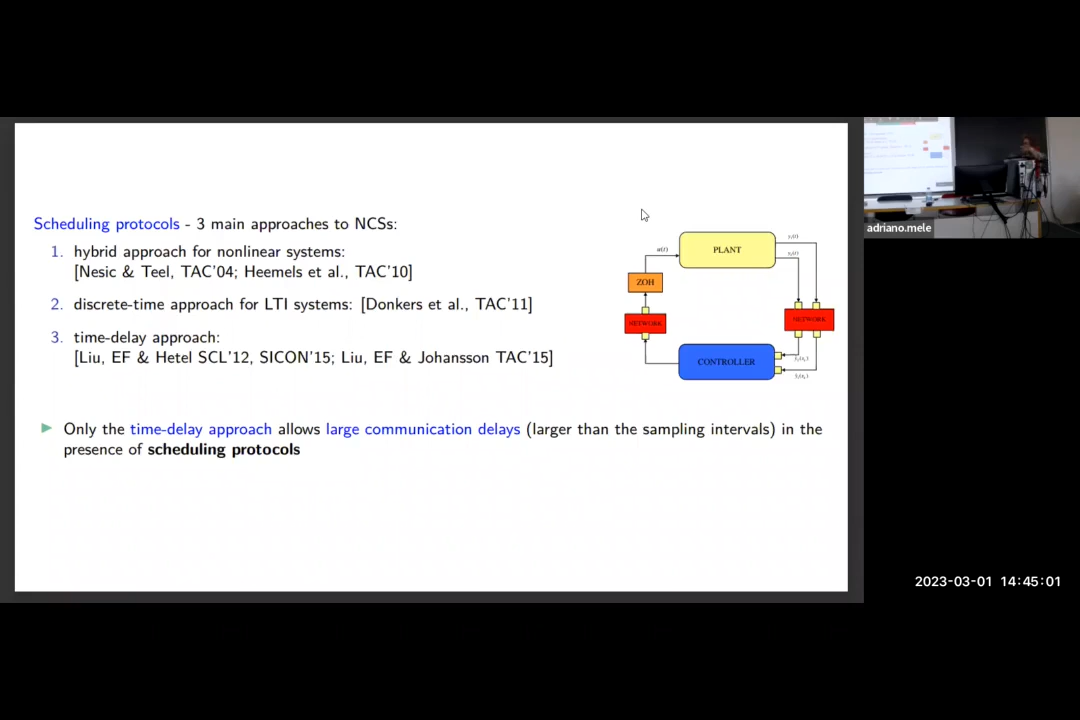 Scheduling protocols - 3 main approaches to NCSs:
1. hybrid approach for nonlinear systems:
[Nesic & Teel, TAC'04; Heemels et al., TAC'10]
2. discrete-time approach for LTI systems: [Donkers et al., TAC'11]
3. time-delay approach:
[Liu, EF & Hetel SCL'12, SICON'15; Liu, EF & Johansson TAC'15]
▶ Only the time-delay approach allows large communication delays (larger than the sampling intervals) in the
presence of scheduling protocols
u(t)
PLANT
ZOH
NETWORK
NETWORK
CONTROLLER
adriano.mele
2023-03-01 14:45:01